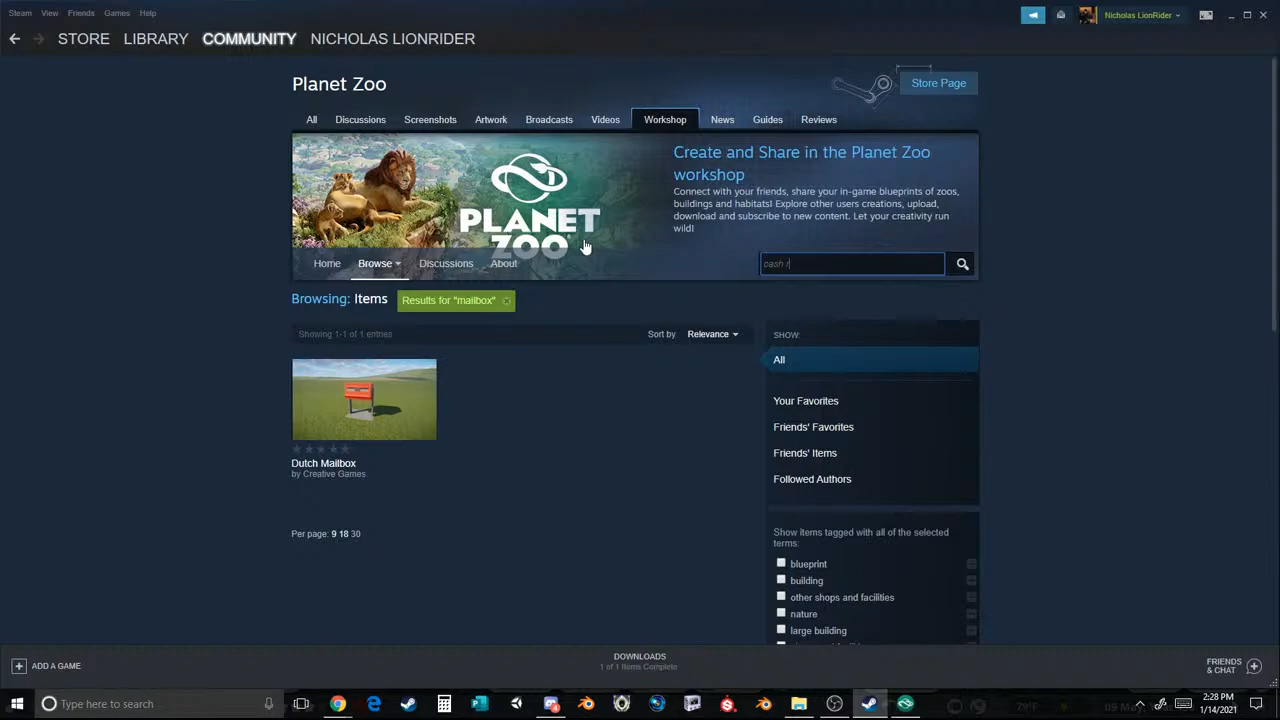 Steam View Friends Games Help
Nicholas LionRider
STORE LIBRARY COMMUNITY NICHOLAS LIONRIDER
Planet Zoo
Store Page
All Discussions Screenshots Artwork Broadcasts Videos Workshop News Guides Reviews
Create and Share in the Planet Zoo
workshop
Connect with your friends, share your in-game blueprints of zoos,
buildings and habitats! Explore other users creations, upload,
download and subscribe to new content. Let your creativity run
wild!
PLANET
ZOO
Home Browse Discussions About
cash r
Browsing: Items
Results for "mailbox"
Showing 1-1 of 1 entries
Sort by Relevance
SHOW:
All
Your Favorites
Friends' Favorites
Friends' Items
Followed Authors
Dutch Mailbox
by Creative Games
Per page: 9 18 30
Show items tagged with all of the selected
terms:
blueprint
building
other shops and facilities
nature
large building
ADD A GAME
DOWNLOADS
1 of 1 Items Complete
FRIENDS
& CHAT
Type here to search
2:28 PM
1/14/2021